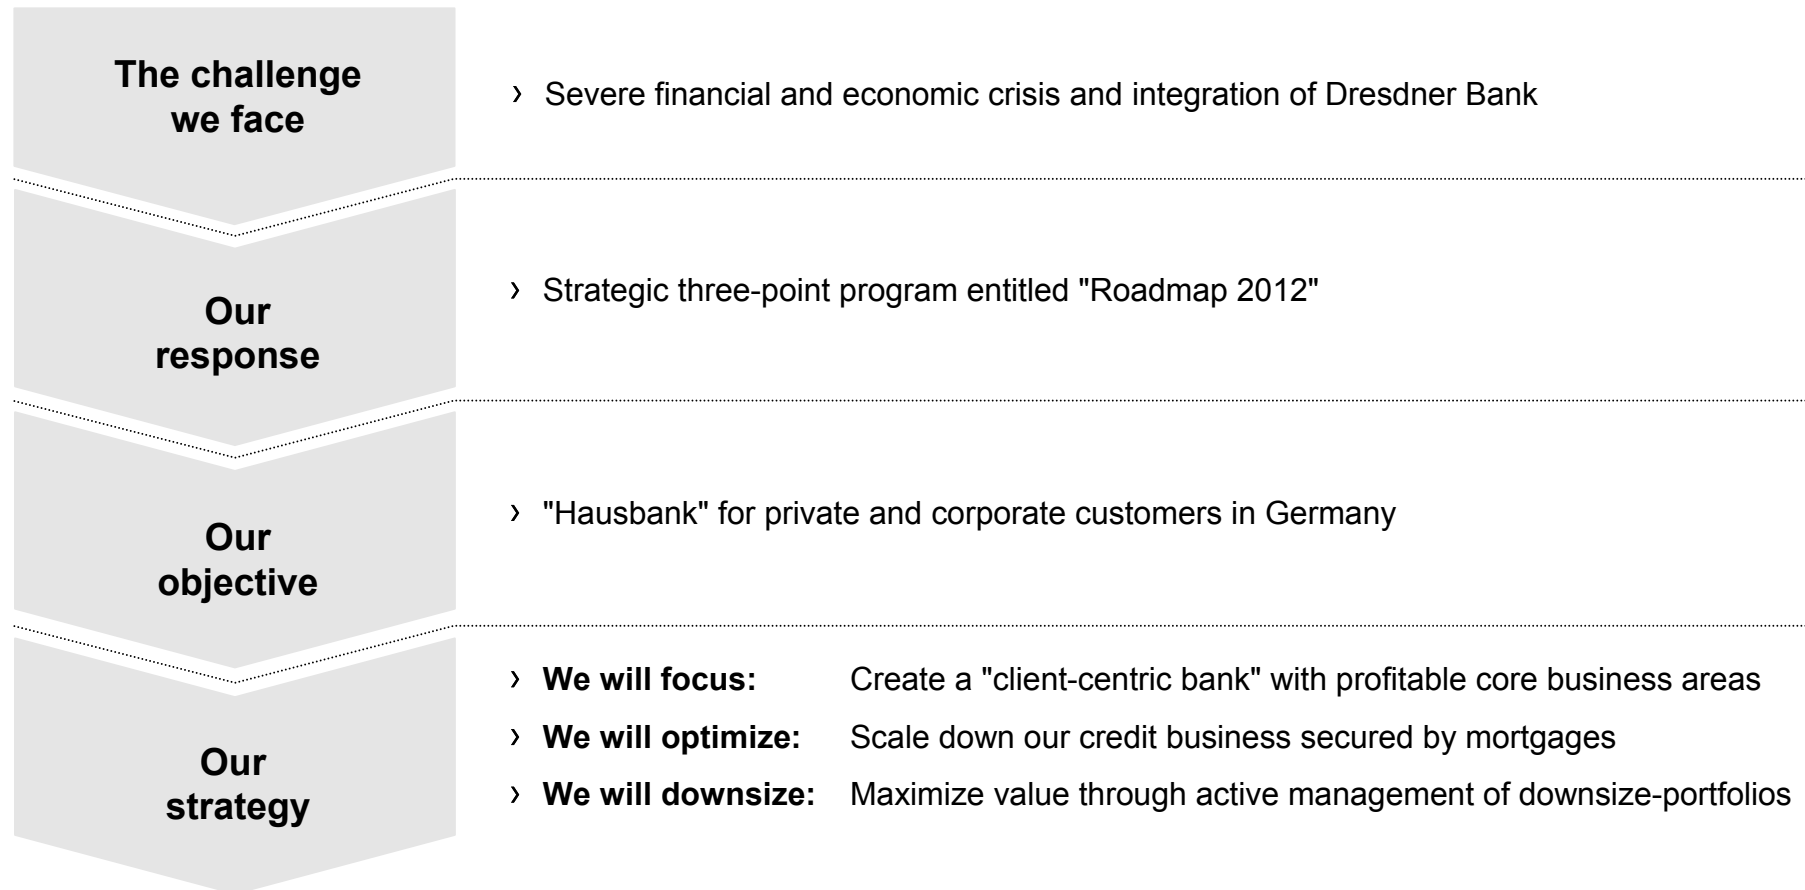 The challenge
we face
› Severe financial and economic crisis and integration of Dresdner Bank
Our
response
› Strategic three-point program entitled "Roadmap 2012"
Our
objective
› "Hausbank" for private and corporate customers in Germany
Our
strategy
› We will focus: Create a "client-centric bank" with profitable core business areas
› We will optimize: Scale down our credit business secured by mortgages
› We will downsize: Maximize value through active management of downsize-portfolios